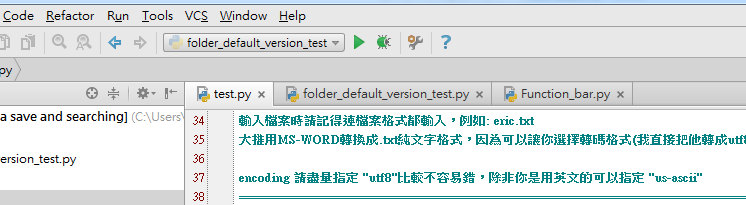 Code Refactor Run Tools VCS Window Help
folder_default_version_test
py
test.py folder_default_version_test.py Function_bar.py
a save and searching] (C:\Users\
ersion_test.py
34 輸入檔案時請記得連檔案格式都輸入，例如: eric.txt
35 大推用MS-WORD轉換成.txt純文字格式，因為可以讓你選擇轉碼格式(我直接把他轉成utf8
36
37 encoding 請盡量指定 "utf8"比較不容易錯，除非你是用英文的可以指定 "us-ascii"
38